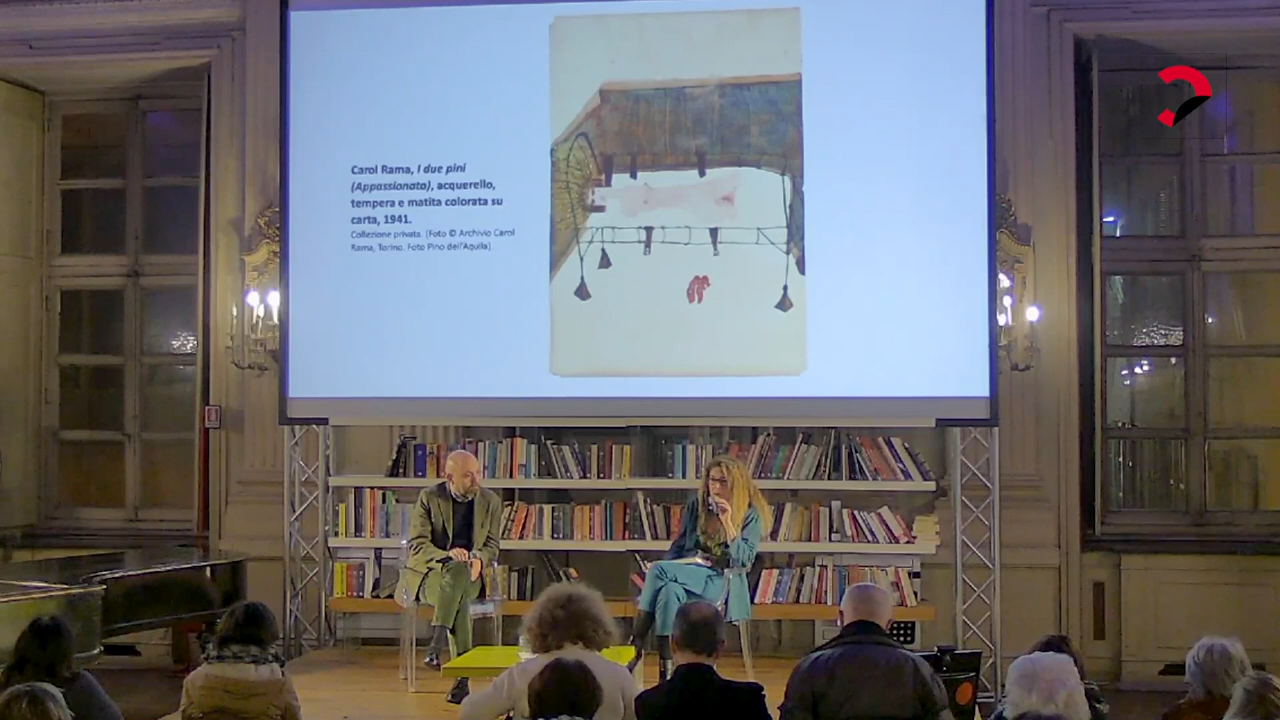 Carol Rama, I due pini
(Appassionata), acquerello,
tempera e matita colorata su
carta, 1941.
Collezione privata. (Foto © Archivio Carol
Rama, Torino. Foto Pino dell'Aquila)